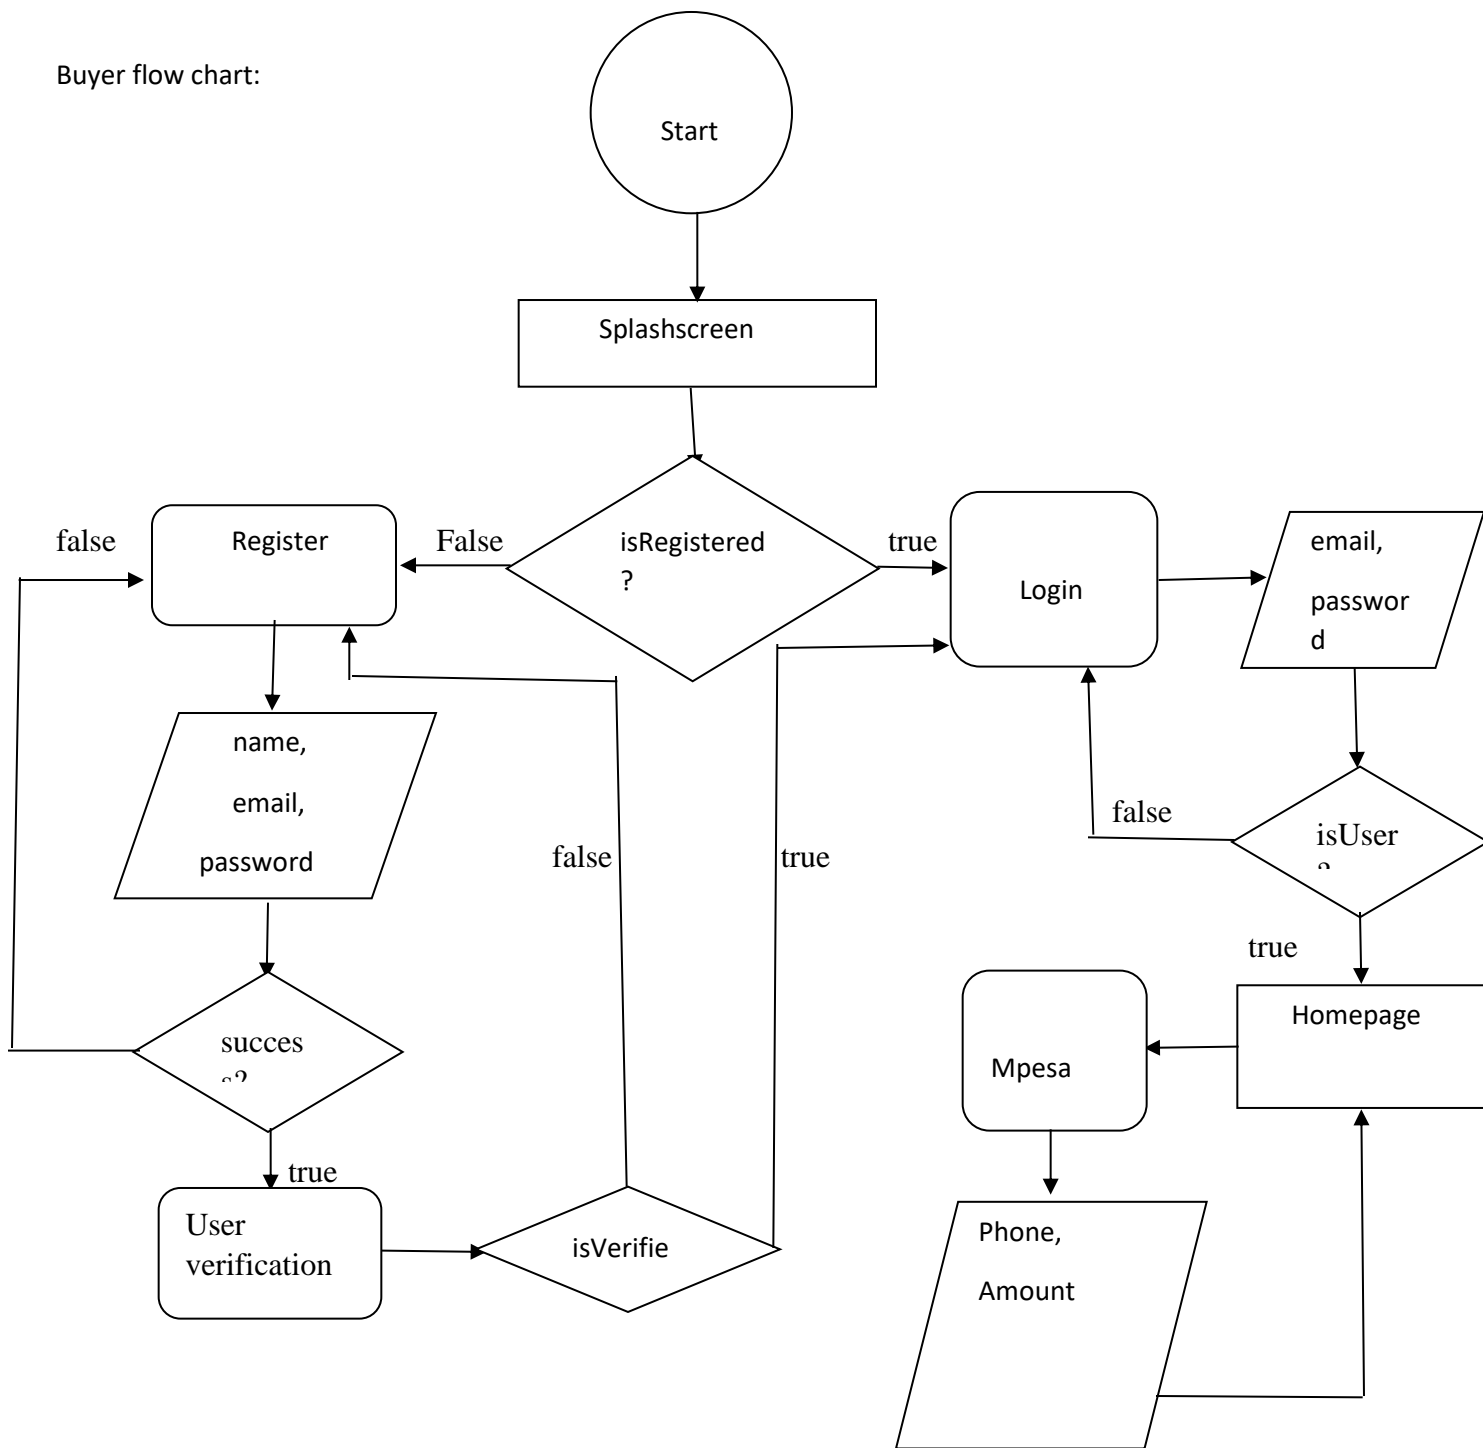 Buyer flow chart:
Start
Splashscreen
false
Register
False
isRegistered
?
true
Login
email,
passwor
d
name,
email,
password
false
true
false
isUser
true
succes
s?
Homepage
Mpesa
true
User
verification
isVerifie
Phone,
Amount